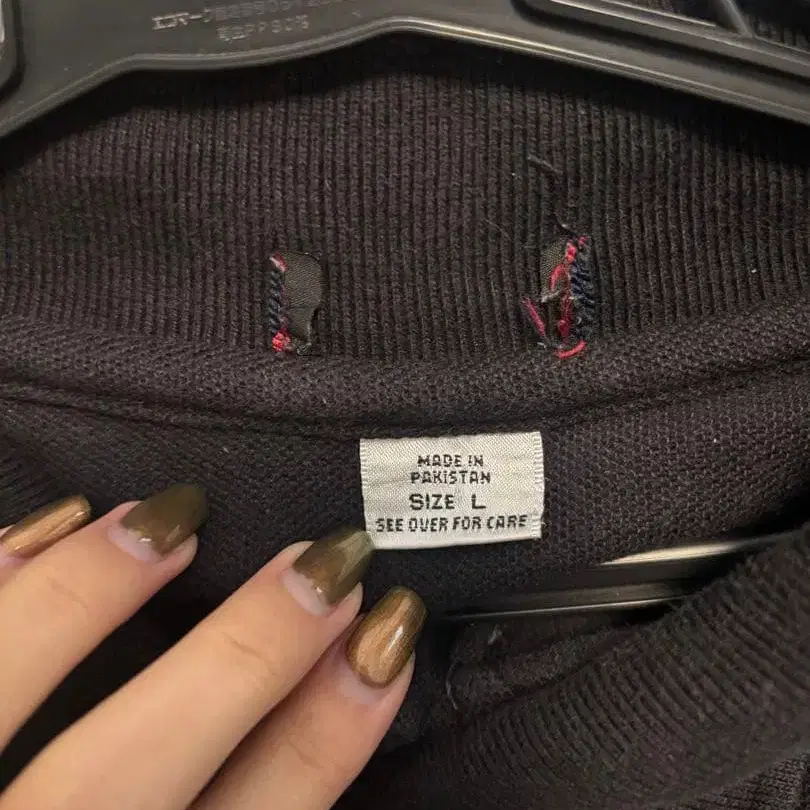 MADE IN
PAKISTAN
SIZE L
SEE OVER FOR CARE